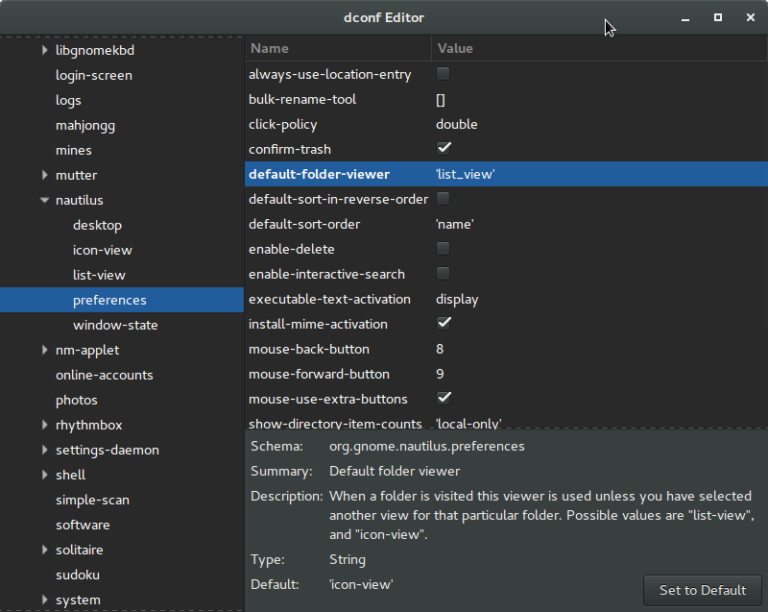 dconf Editor
libgnomekbd
login-screen
logs
mahjongg
mines
mutter
nautilus
desktop
icon-view
list-view
preferences
window-state
nm-applet
online-accounts
photos
rhythmbox
settings-daemon
shell
simple-scan
software
solitaire
sudoku
system
Name Value
always-use-location-entry
bulk-rename-tool []
click-policy double
confirm-trash
default-folder-viewer 'list_view'
default-sort-in-reverse-order
default-sort-order 'name'
enable-delete
enable-interactive-search
executable-text-activation display
install-mime-activation
mouse-back-button 8
mouse-forward-button 9
mouse-use-extra-buttons
show-directory-item-counts 'local-only'
Schema: org.gnome.nautilus.preferences
Summary: Default folder viewer
Description: When a folder is visited this viewer is used unless you have selected
another view for that particular folder. Possible values are "list-view",
and "icon-view".
Type: String
Default: 'icon-view'
Set to Default